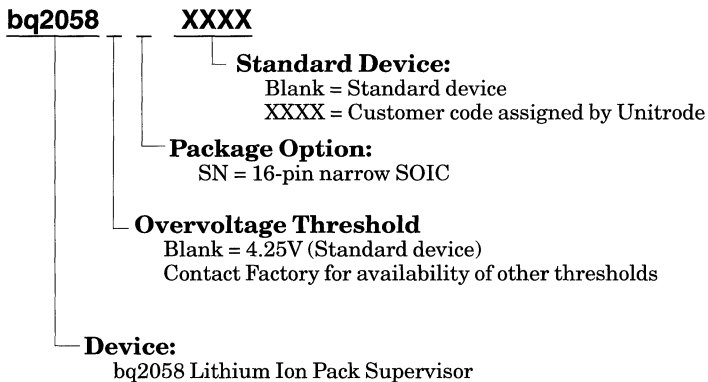 bq2058 _ _ XXXX
Standard Device:
Blank = Standard device
XXXX = Customer code assigned by Unitrode
Package Option:
SN = 16-pin narrow SOIC
Overvoltage Threshold
Blank = 4.25V (Standard device)
Contact Factory for availability of other thresholds
Device:
bq2058 Lithium Ion Pack Supervisor